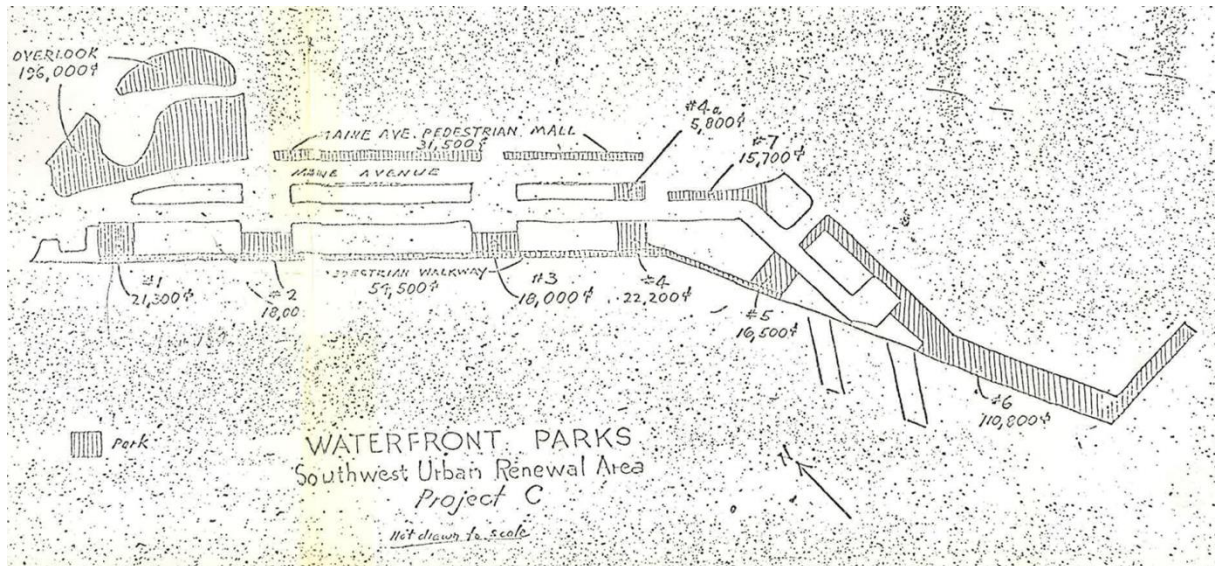 OVERLOOK
196,000⌿
MAINE AVE. PEDESTRIAN MALL
31,500⌿
#4a
5,800⌿
#7
15,700⌿
MAINE AVENUE
PEDESTRIAN WALKWAY
54,500⌿
#1
21,300⌿
#2
18,00
#3
18,000⌿
#4
22,200⌿
#5
16,500⌿
#6
110,800⌿
Park
WATERFRONT PARKS
Southwest Urban Renewal Area
Project C
Not drawn to scale
N